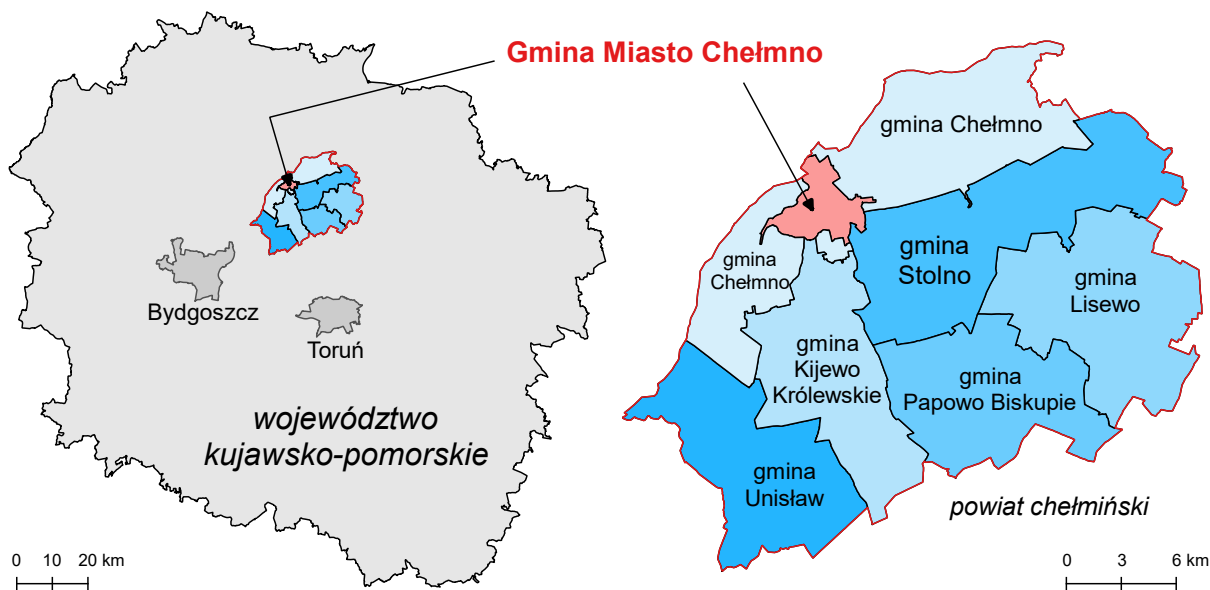 Gmina Miasto Chełmno
Bydgoszcz
Toruń
województwo
kujawsko-pomorskie
0 10 20 km
gmina Chełmno
gmina
Chełmno
gmina
Stolno
gmina
Lisewo
gmina
Kijewo
Królewskie
gmina
Papowo Biskupie
gmina
Unisław
powiat chełmiński
0 3 6 km